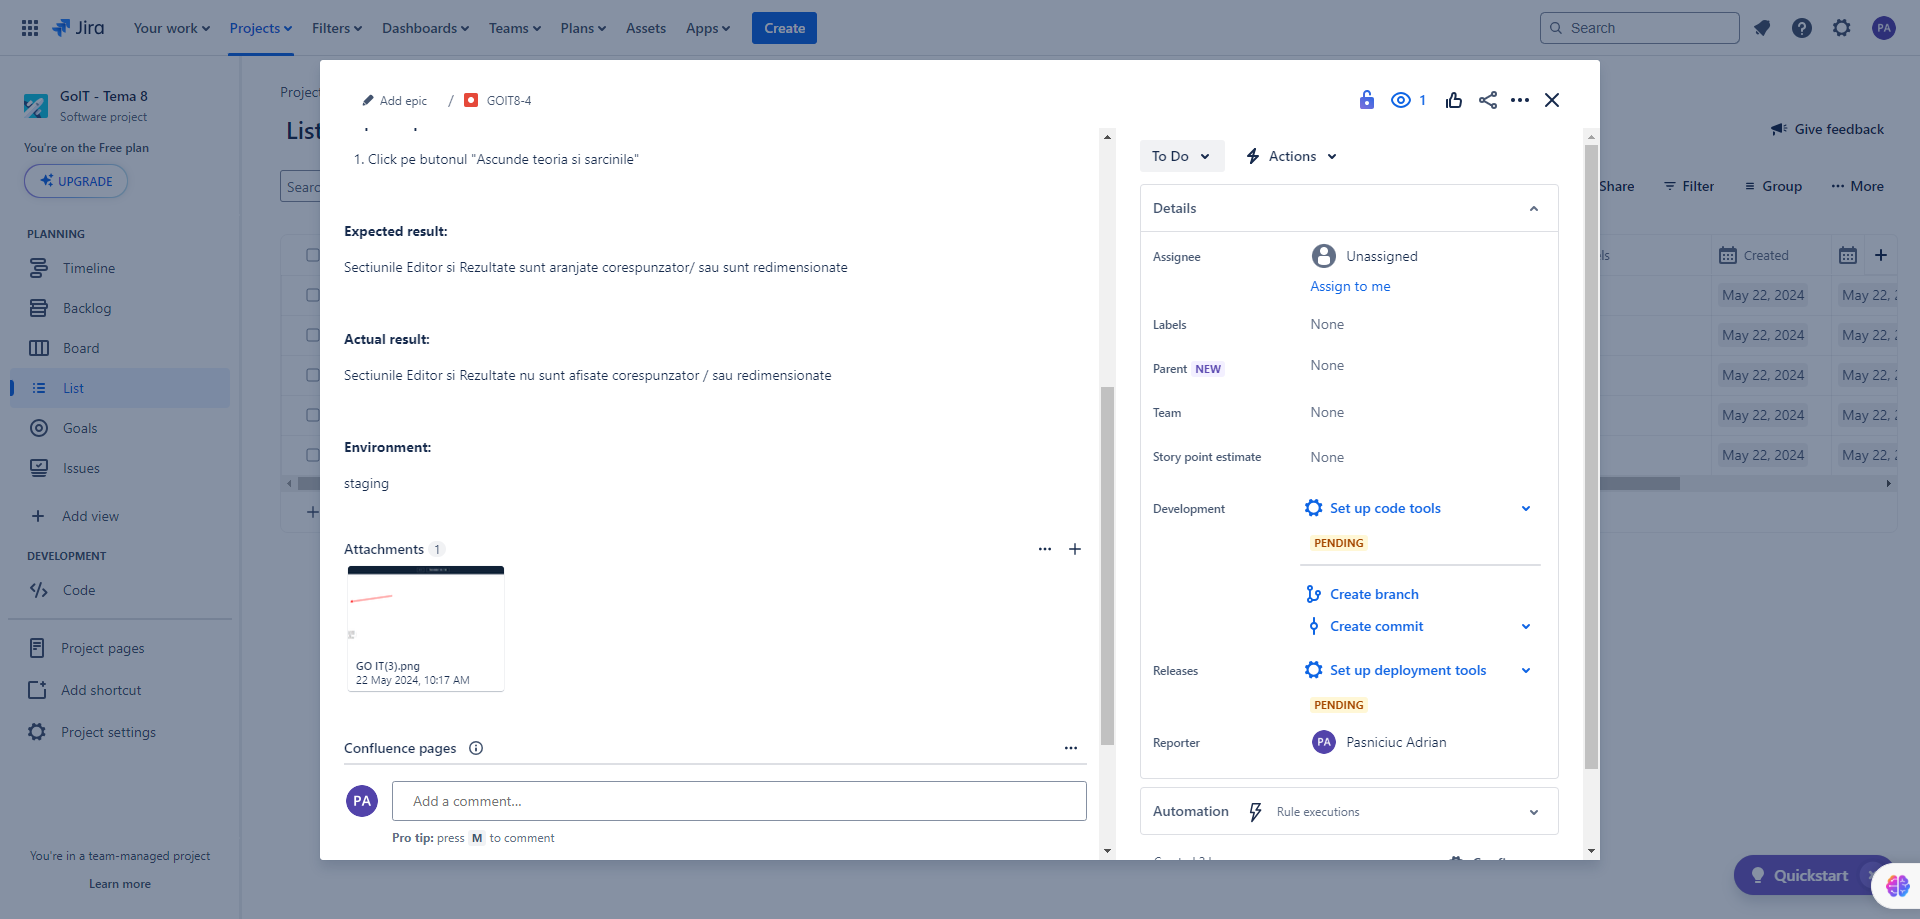 Jira
Your work
Projects
Filters
Dashboards
Teams
Plans
Assets
Apps
Create
Search
PA
GoIT - Tema 8
Software project
You're on the Free plan
UPGRADE
PLANNING
Timeline
Backlog
Board
List
Goals
Issues
Add view
DEVELOPMENT
Code
Project pages
Add shortcut
Project settings
You're in a team-managed project
Learn more
Projec
List
Searc
Add epic / GOIT8-4
1
1. Click pe butonul "Ascunde teoria si sarcinile"
Expected result:
Sectiunile Editor si Rezultate sunt aranjate corespunzator/ sau sunt redimensionate
Actual result:
Sectiunile Editor si Rezultate nu sunt afisate corespunzator / sau redimensionate
Environment:
staging
Attachments 1
GO IT(3).png
22 May 2024, 10:17 AM
Confluence pages
PA
Add a comment...
Pro tip: press M to comment
To Do
Actions
Details
Assignee
Unassigned
Assign to me
Labels
None
Parent NEW
None
Team
None
Story point estimate
None
Development
Set up code tools
PENDING
Create branch
Create commit
Releases
Set up deployment tools
PENDING
Reporter
PA Pasniciuc Adrian
Automation
Rule executions
Give feedback
Share
Filter
Group
More
ls
Created
May 22, 2024
May 22, 2
May 22, 2024
May 22, 2
May 22, 2024
May 22, 2
May 22, 2024
May 22, 2
May 22, 2024
May 22, 2
Quickstart